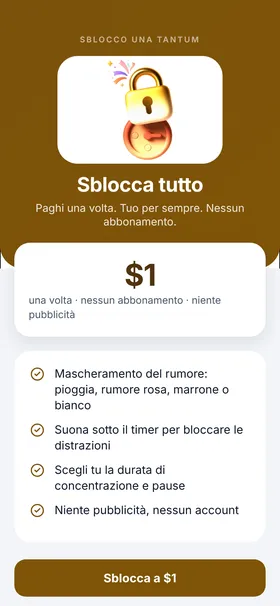 SBLOCCO UNA TANTUM
Sblocca tutto
Paghi una volta. Tuo per sempre. Nessun
abbonamento.
$1
una volta · nessun abbonamento · niente
pubblicità
Mascheramento del rumore:
pioggia, rumore rosa, marrone o
bianco
Suona sotto il timer per bloccare le
distrazioni
Scegli tu la durata di
concentrazione e pause
Niente pubblicità, nessun account
Sblocca a $1